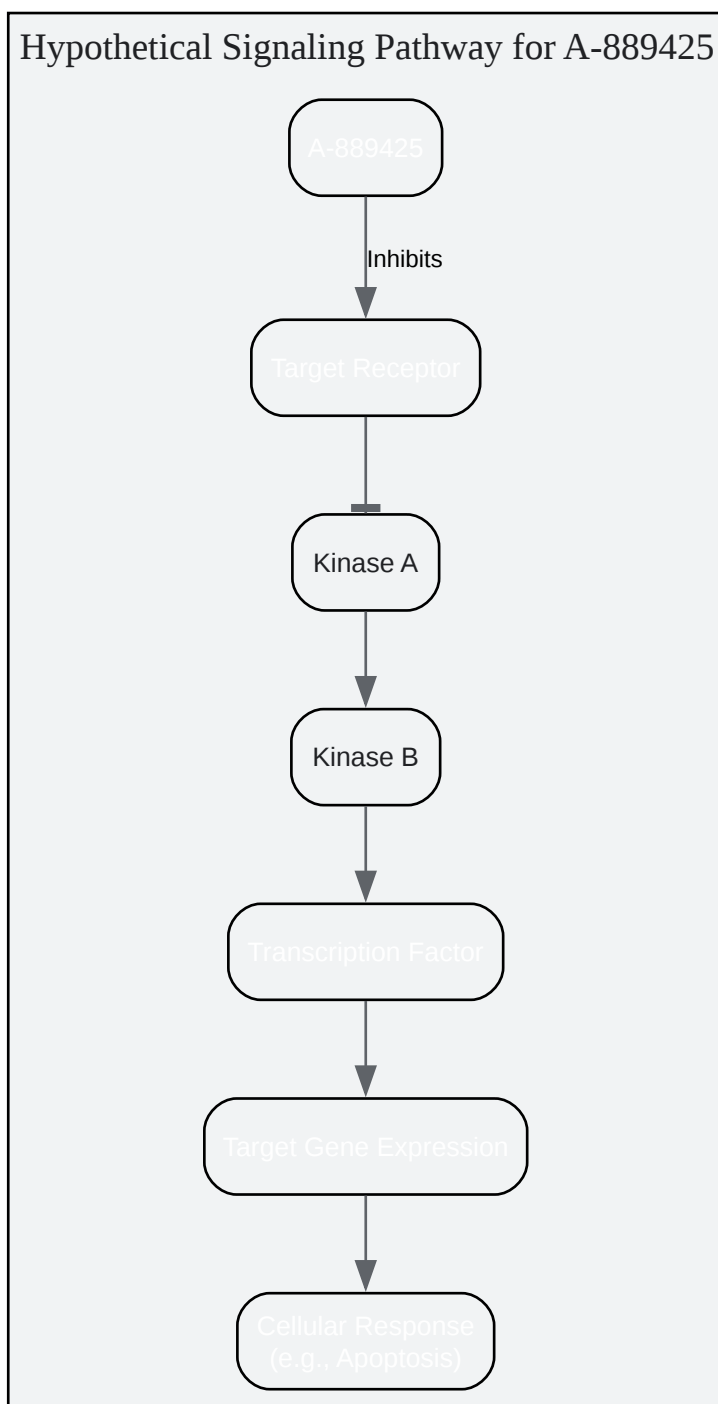 Hypothetical Signaling Pathway for A-889425
A-889425
Inhibits
Target Receptor
Kinase A
Kinase B
Transcription Factor
Target Gene Expression
Cellular Response
(e.g., Apoptosis)